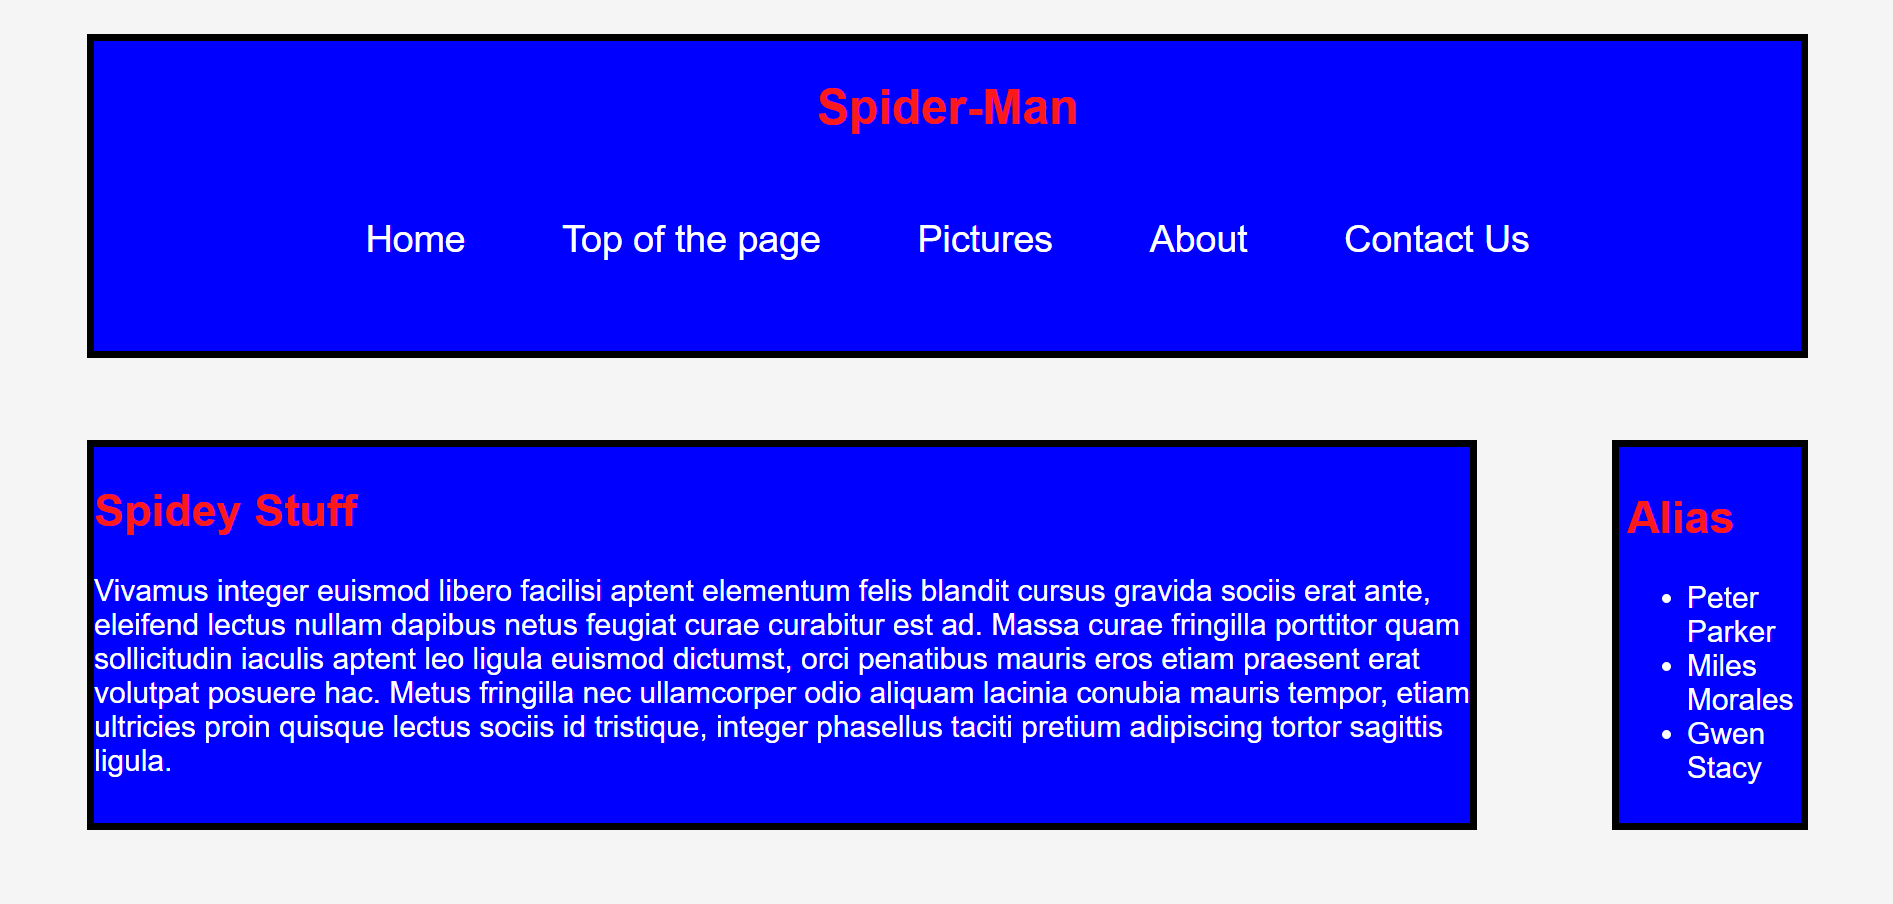 Spider-Man
Home Top of the page Pictures About Contact Us
Spidey Stuff
Vivamus integer euismod libero facilisi aptent elementum felis blandit cursus gravida sociis erat ante,
eleifend lectus nullam dapibus netus feugiat curae curabitur est ad. Massa curae fringilla porttitor quam
sollicitudin iaculis aptent leo ligula euismod dictumst, orci penatibus mauris eros etiam praesent erat
volutpat posuere hac. Metus fringilla nec ullamcorper odio aliquam lacinia conubia mauris tempor, etiam
ultricies proin quisque lectus sociis id tristique, integer phasellus taciti pretium adipiscing tortor sagittis
ligula.
Alias
• Peter
Parker
• Miles
Morales
• Gwen
Stacy